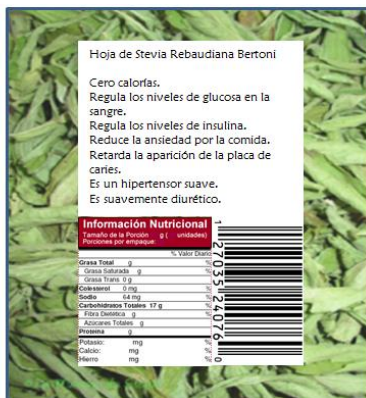 Hoja de Stevia Rebaudiana Bertoni
Cero calorías.
Regula los niveles de glucosa en la
sangre.
Regula los niveles de insulina.
Reduce la ansiedad por la comida.
Retarda la aparición de la placa de
caries.
Es un hipertensor suave.
Es suavemente diurético.
Información Nutricional
Tamaño de la Porción g ( unidades)
Porciones por empaque:
% Valor Diario
Grasa Total g %
Grasa Saturada g %
Grasa Trans 0 g
Colesterol 0 mg %
Sodio 64 mg %
Carbohidratos Totales 17 g %
Fibra Dietética g %
Azúcares Totales g
Proteína g %
Potasio: mg %
Calcio: mg %
Hierro mg %
1 27035 24076 0